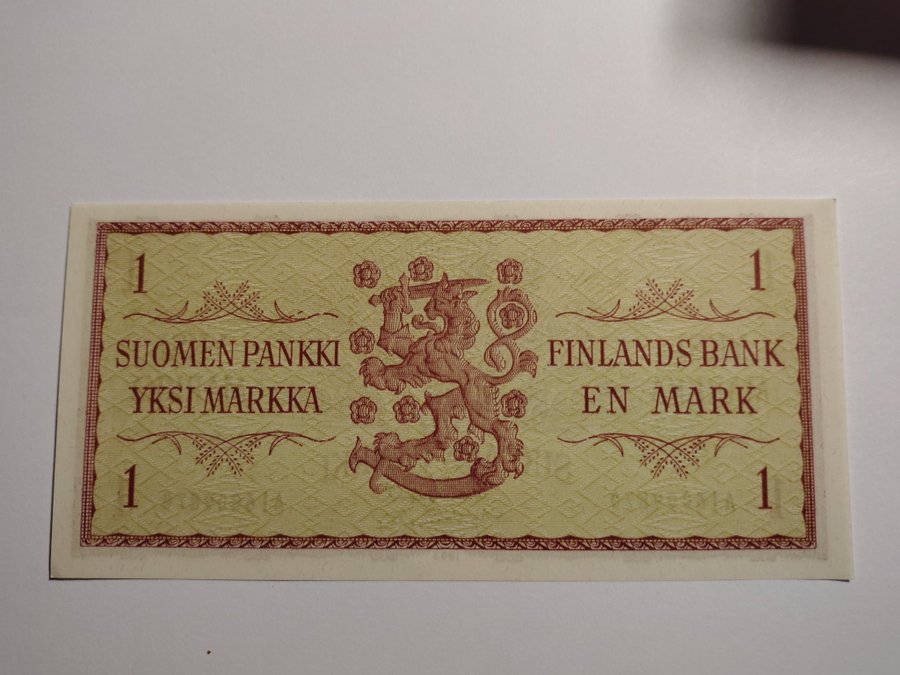 1
1
SUOMEN PANKKI
YKSI MARKKA
FINLANDS BANK
EN MARK
1
1